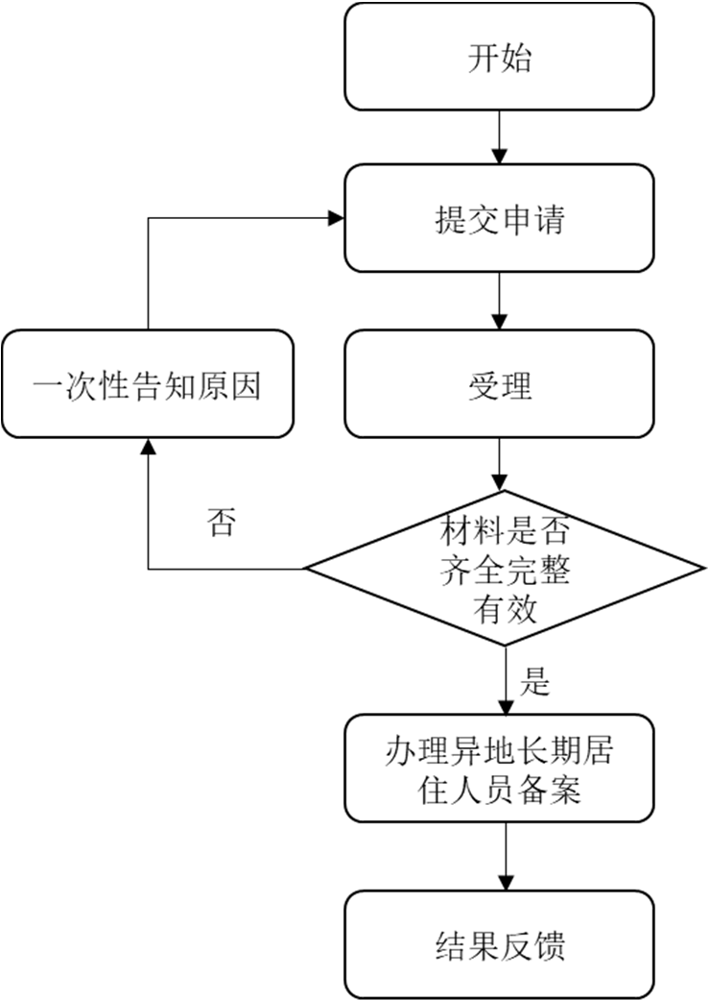 开始
提交申请
一次性告知原因
受理
否
材料是否
齐全完整
有效
是
办理异地长期居
住人员备案
结果反馈